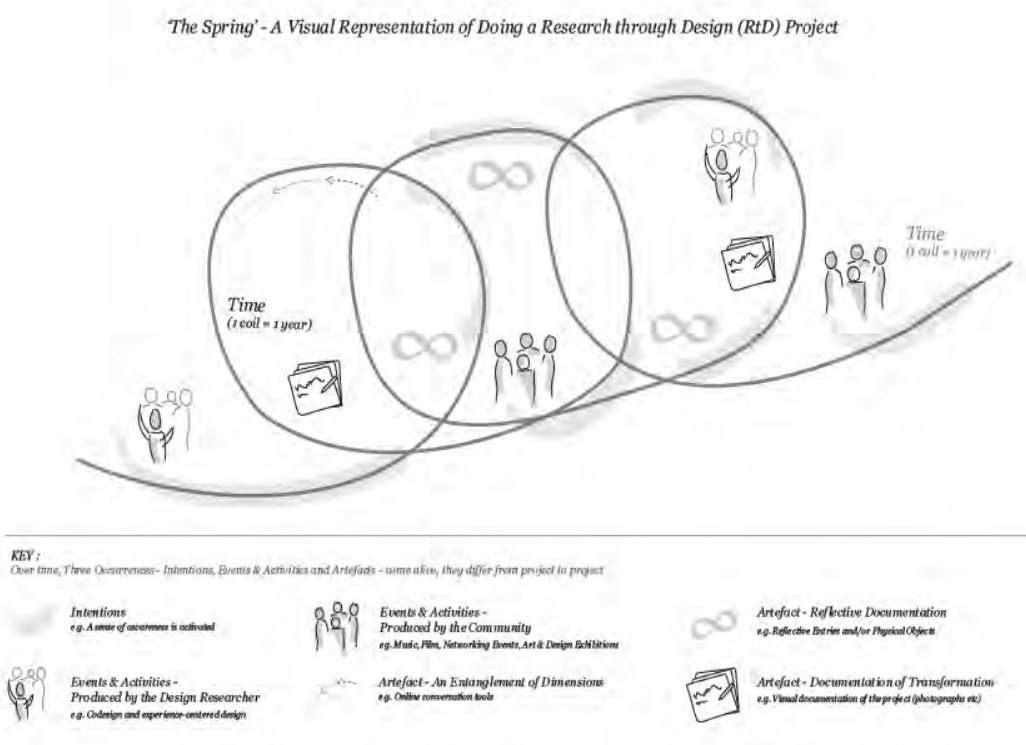 'The Spring' - A Visual Representation of Doing a Research through Design (RtD) Project
Time
(1 coil = 1 year)
Time
(1 coil = 1 year)
KEY :
Over time, Three Occurrences - Intentions, Events & Activities and Artefacts - come alive, they differ from project to project
Intentions
e.g. A sense of awareness is activated
Events & Activities -
Produced by the Community
eg. Music, Film, Networking Events, Art & Design Exhibitions
Artefact - Reflective Documentation
e.g. Reflective Entries and/or Physical Objects
Events & Activities -
Produced by the Design Researcher
e.g. Codesign and experience-centered design
Artefact - An Entanglement of Dimensions
e.g. Online conversation tools
Artefact - Documentation of Transformation
e.g. Visual documentation of the project (photographs etc)